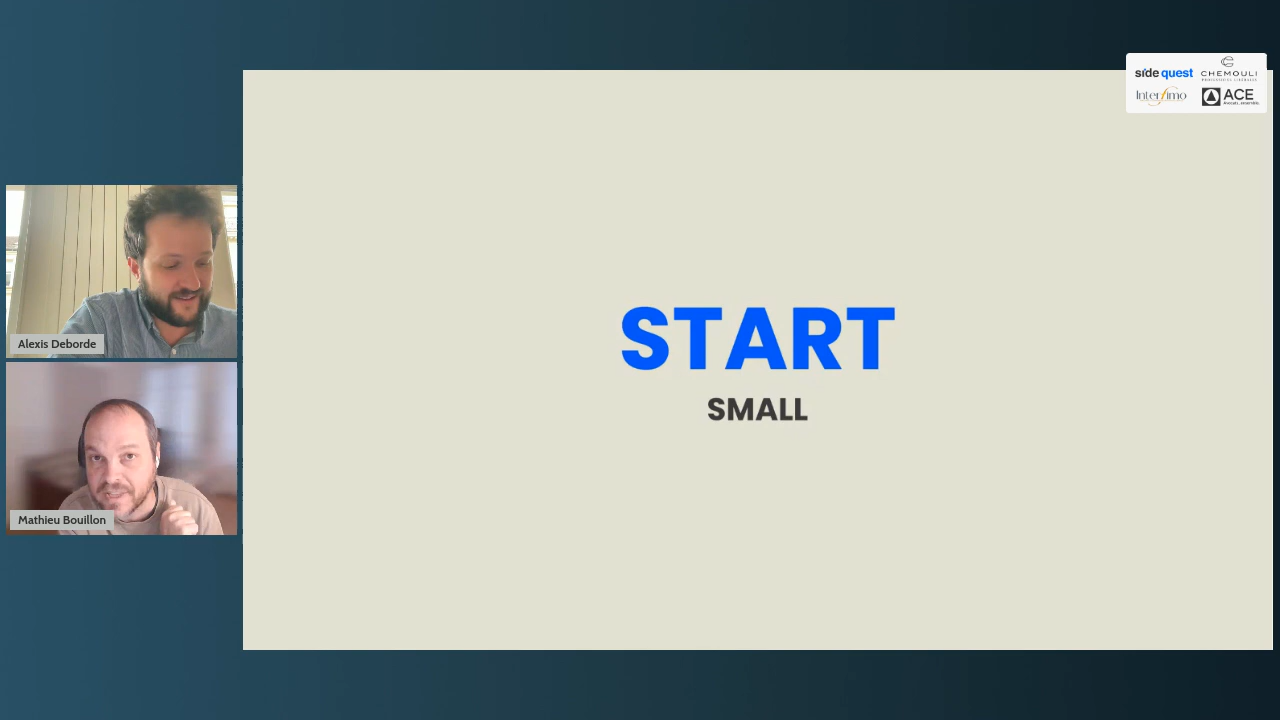 side quest
CHEMOULI
Interfimo
ACE
START
SMALL
Alexis Deborde
Mathieu Bouillon